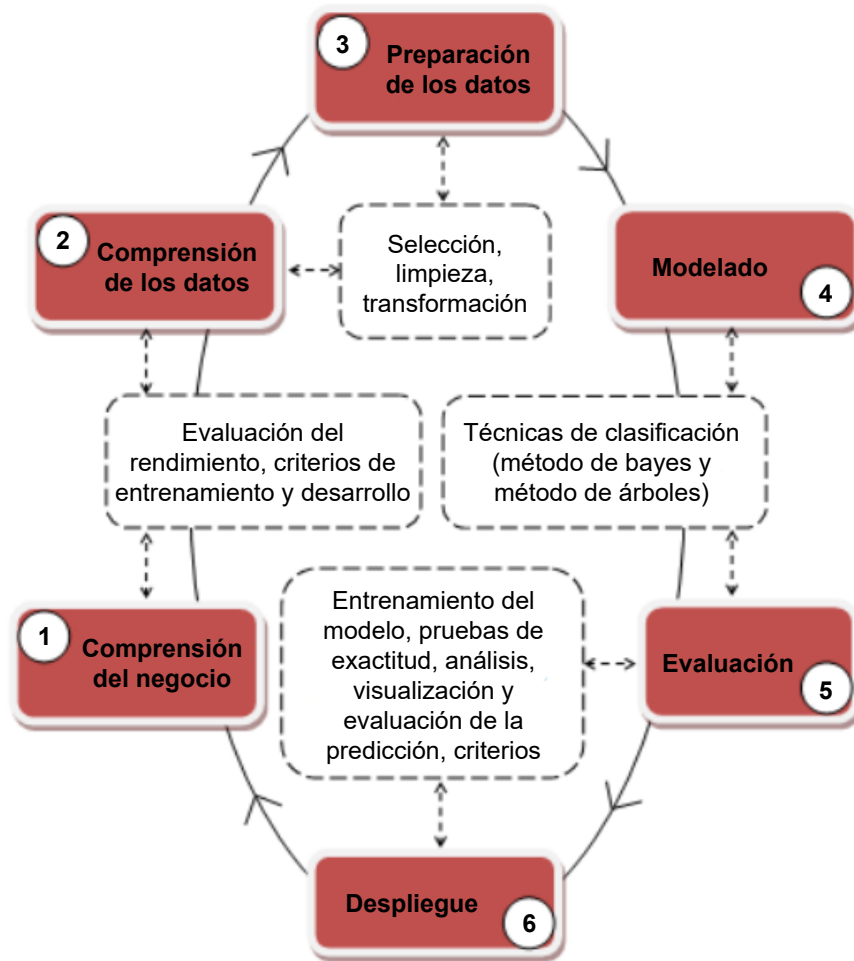 3
Preparación
de los datos
2
Comprensión
de los datos
Selección,
limpieza,
transformación
Modelado
4
Evaluación del
rendimiento, criterios de
entrenamiento y desarrollo
Técnicas de clasificación
(método de bayes y
método de árboles)
1
Comprensión
del negocio
Entrenamiento del
modelo, pruebas de
exactitud, análisis,
visualización y
evaluación de la
predicción, criterios
Evaluación
5
Despliegue
6